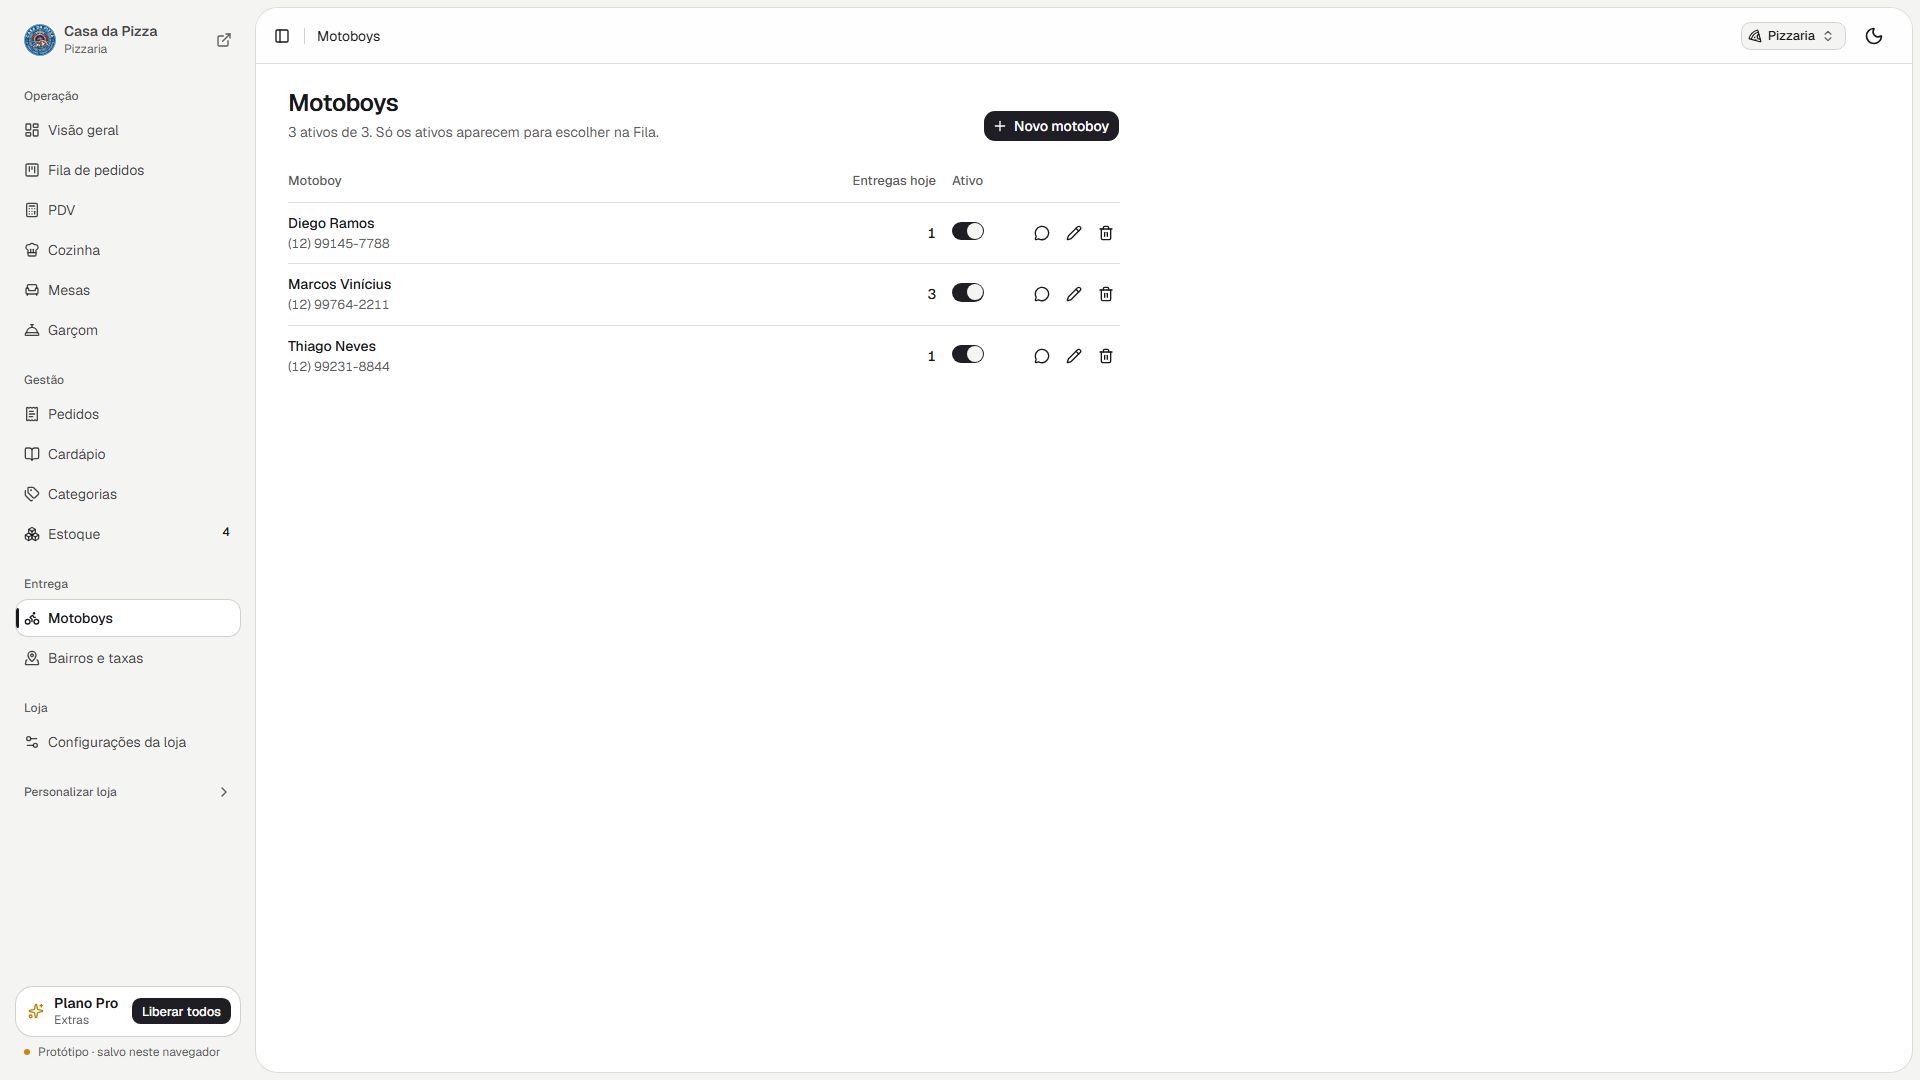 Casa da Pizza
Pizzaria
Operação
Visão geral
Fila de pedidos
PDV
Cozinha
Mesas
Garçom
Gestão
Pedidos
Cardápio
Categorias
Estoque 4
Entrega
Motoboys
Bairros e taxas
Loja
Configurações da loja
Personalizar loja
Plano Pro
Extras
Liberar todos
Protótipo · salvo neste navegador
Motoboys
Pizzaria
Motoboys
3 ativos de 3. Só os ativos aparecem para escolher na Fila.
Novo motoboy
Motoboy Entregas hoje Ativo
Diego Ramos
(12) 99145-7788
1
Marcos Vinícius
(12) 99764-2211
3
Thiago Neves
(12) 99231-8844
1